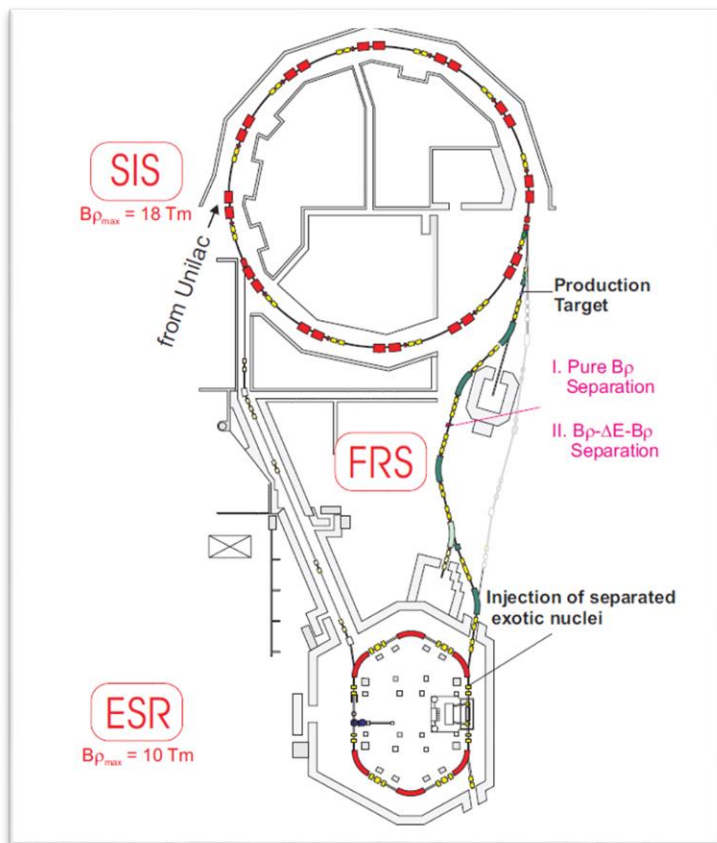 SIS
Bρmax = 18 Tm
from Unilac
Production
Target
I. Pure Bρ
Separation
II. Bρ-ΔE-Bρ
Separation
FRS
Injection of separated
exotic nuclei
ESR
Bρmax = 10 Tm